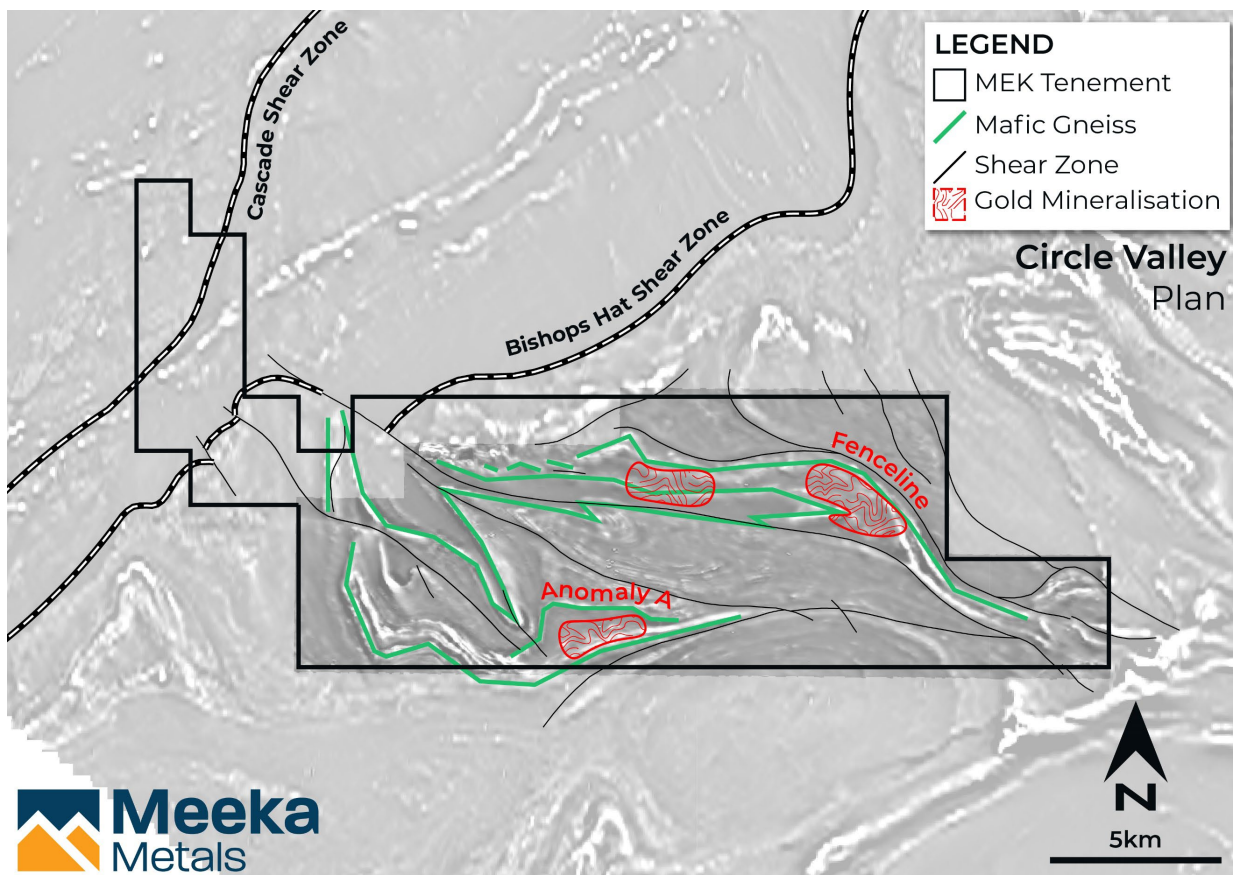 LEGEND
MEK Tenement
Mafic Gneiss
Shear Zone
Gold Mineralisation
Circle Valley
Plan
Cascade Shear Zone
Bishops Hat Shear Zone
Fenceline
Anomaly A
N
5km
Meeka
Metals